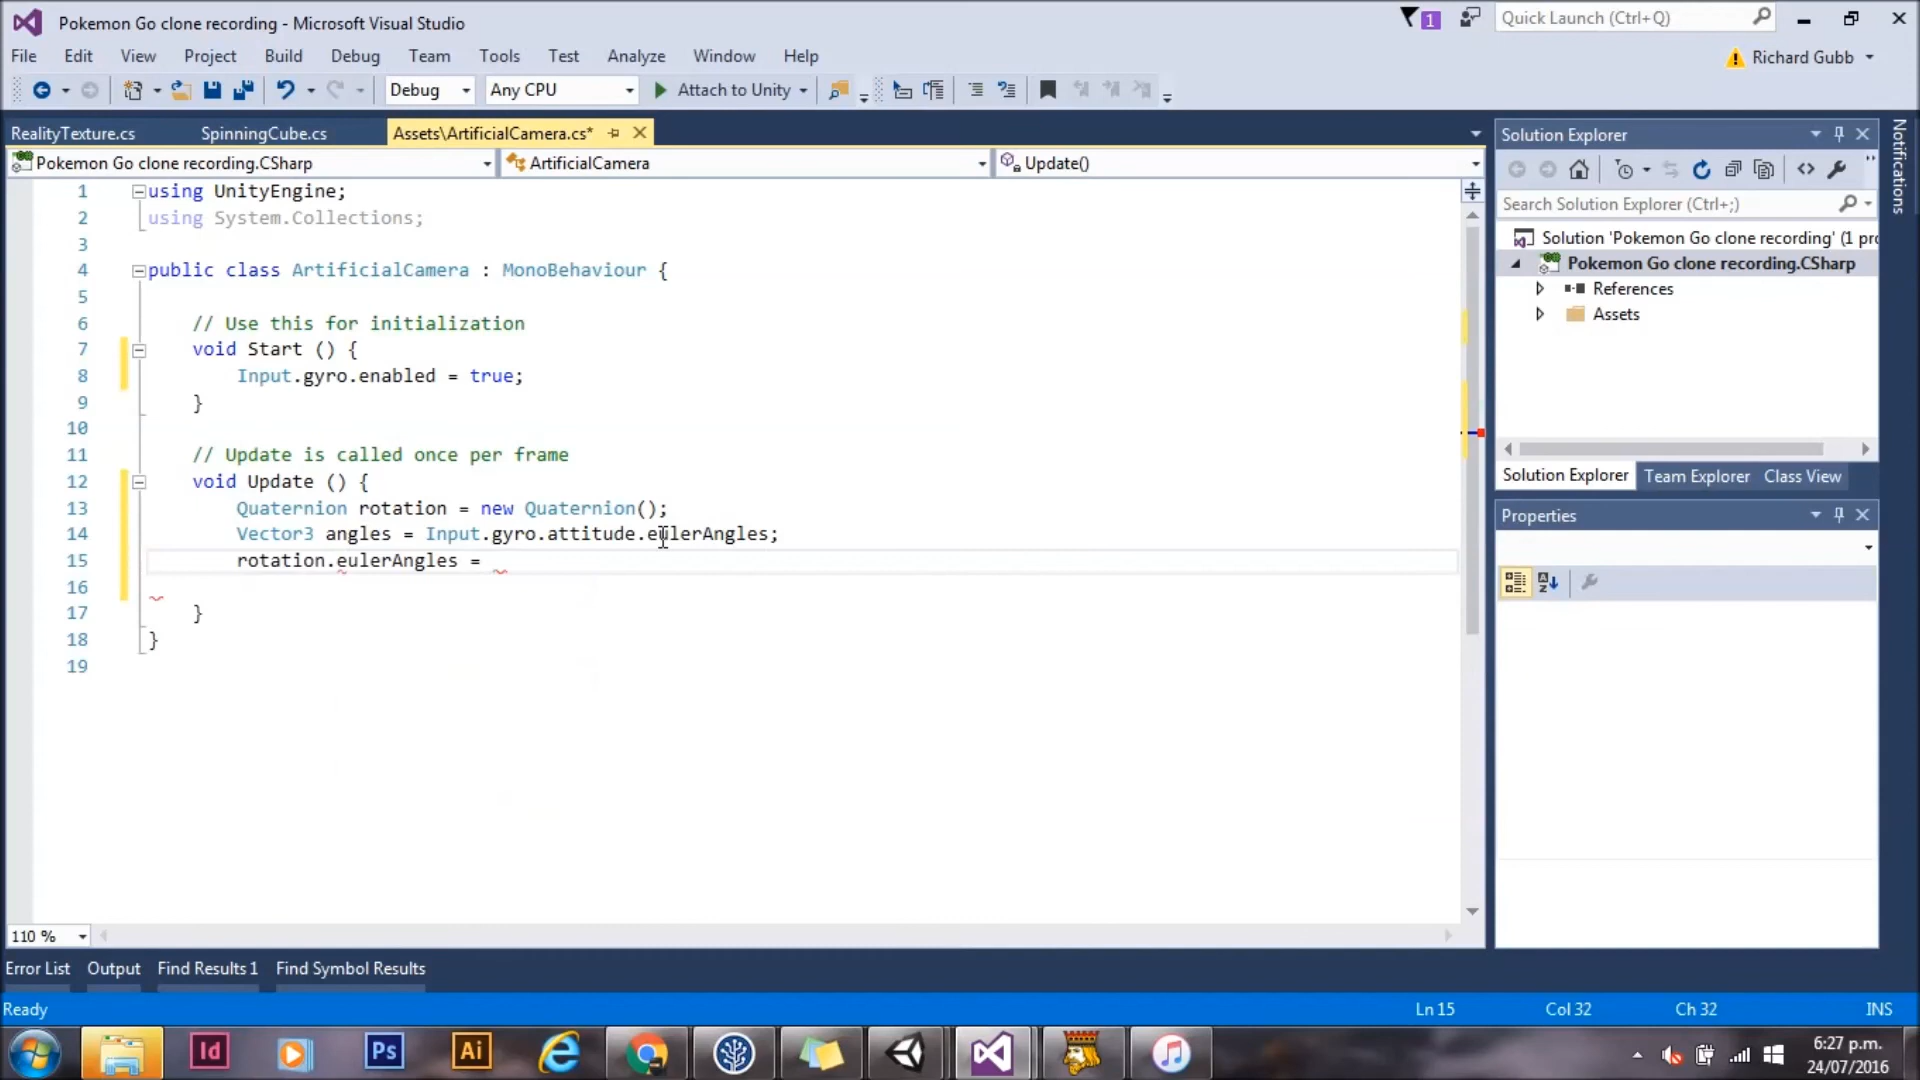 Pokemon Go clone recording - Microsoft Visual Studio
1
Quick Launch (Ctrl+Q)
File Edit View Project Build Debug Team Tools Test Analyze Window Help
Richard Gubb
Debug Any CPU Attach to Unity
RealityTexture.cs SpinningCube.cs Assets\ArtificialCamera.cs*
Pokemon Go clone recording.CSharp ArtificialCamera Update()
1 using UnityEngine;
2 using System.Collections;
3
4 public class ArtificialCamera : MonoBehaviour {
5
6 // Use this for initialization
7 void Start () {
8 Input.gyro.enabled = true;
9 }
10
11 // Update is called once per frame
12 void Update () {
13 Quaternion rotation = new Quaternion();
14 Vector3 angles = Input.gyro.attitude.eulerAngles;
15 rotation.eulerAngles =
16
17 }
18 }
19
110 %
Solution Explorer
Search Solution Explorer (Ctrl+;)
Solution 'Pokemon Go clone recording' (1 pro
Pokemon Go clone recording.CSharp
References
Assets
Solution Explorer Team Explorer Class View
Properties
Notifications
Error List Output Find Results 1 Find Symbol Results
Ready Ln 15 Col 32 Ch 32 INS
Id Ps Ai
6:27 p.m.
24/07/2016